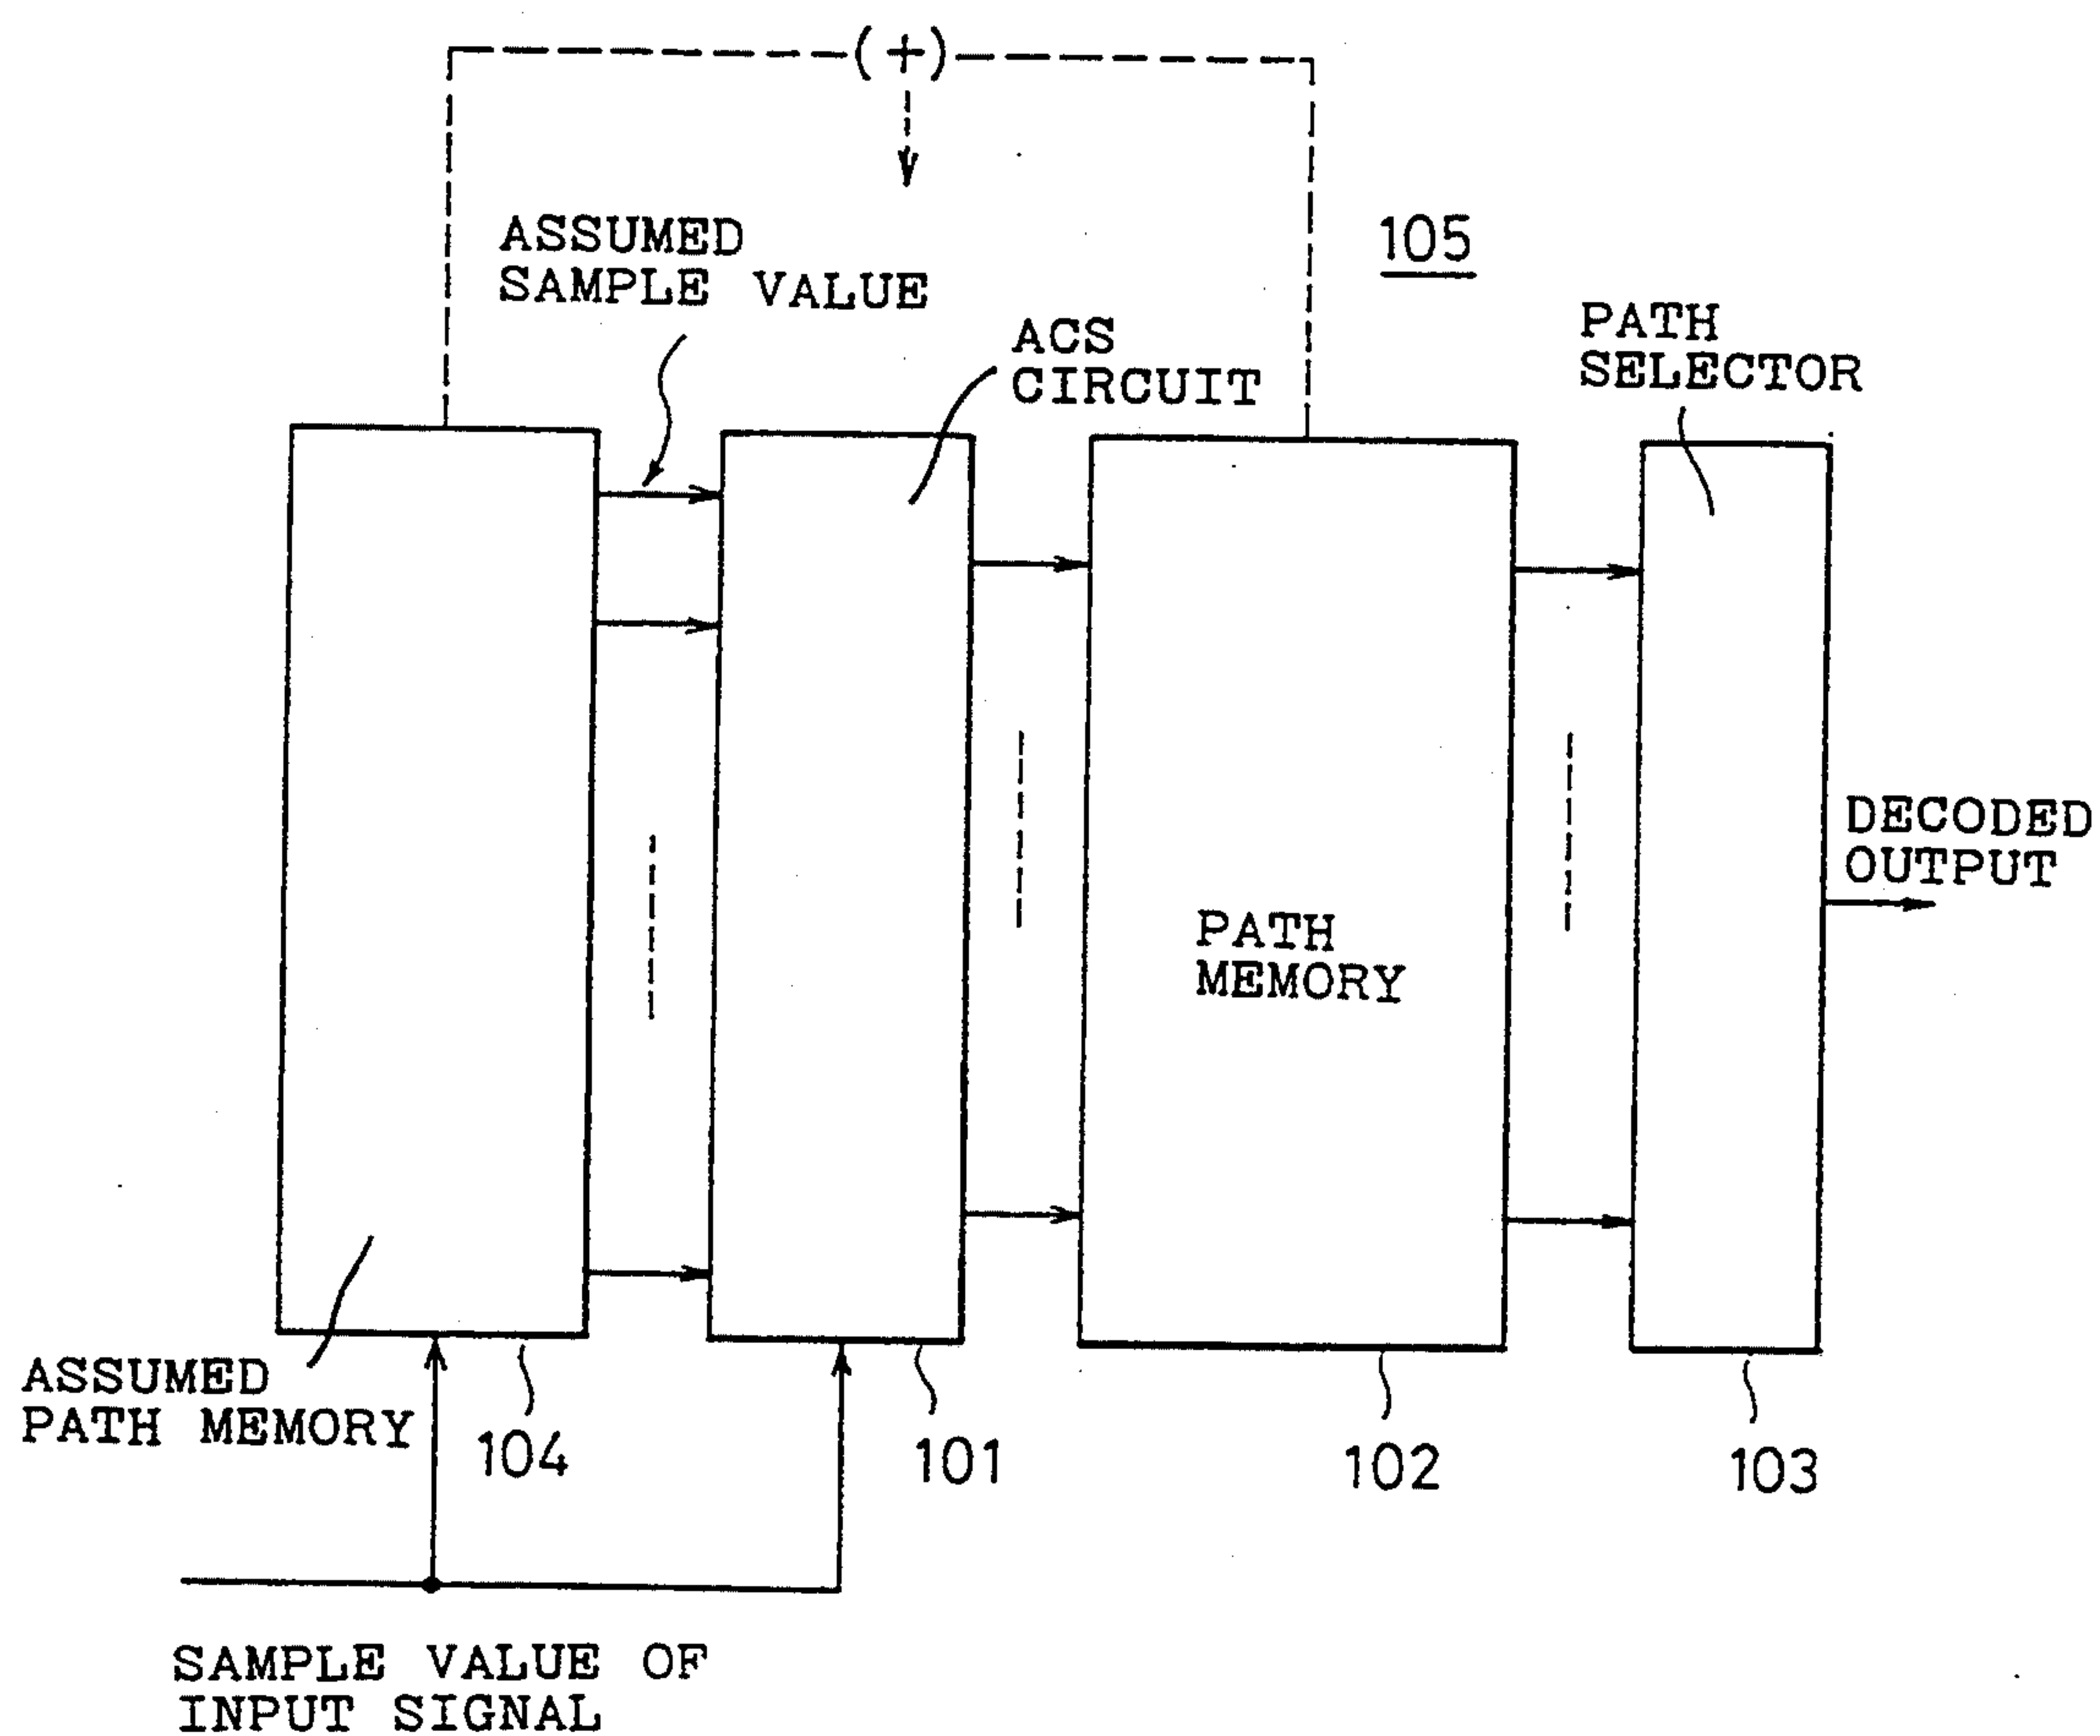 (+)
105
ASSUMED
SAMPLE VALUE
ACS
CIRCUIT
PATH
SELECTOR
DECODED
OUTPUT
PATH
MEMORY
ASSUMED
PATH MEMORY
104
101
102
103
SAMPLE VALUE OF
INPUT SIGNAL